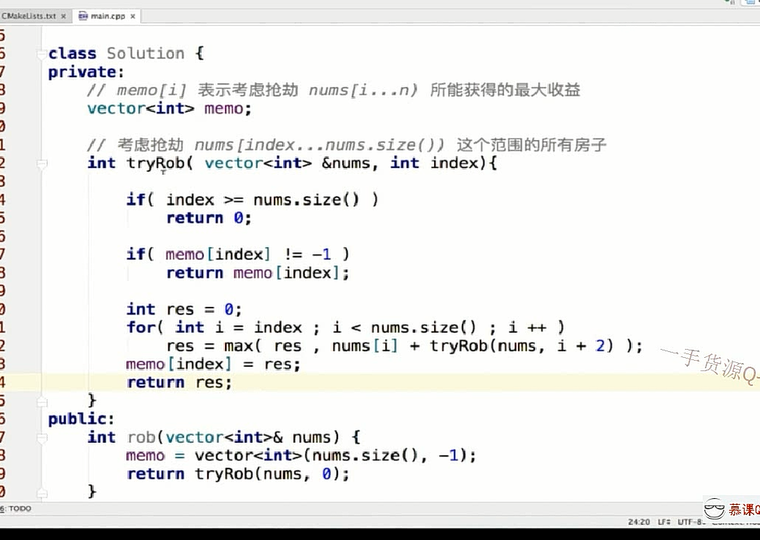 CMakeLists.txt × main.cpp ×
5
6 class Solution {
7 private:
8 // memo[i] 表示考虑抢劫 nums[i...n) 所能获得的最大收益
9 vector<int> memo;
0
1 // 考虑抢劫 nums[index...nums.size()) 这个范围的所有房子
2 int tryRob( vector<int> &nums, int index){
3
4 if( index >= nums.size() )
5 return 0;
6
7 if( memo[index] != -1 )
8 return memo[index];
9
0 int res = 0;
1 for( int i = index ; i < nums.size() ; i ++ )
2 res = max( res , nums[i] + tryRob(nums, i + 2) );
3 memo[index] = res;
4 return res;
5 }
6 public:
7 int rob(vector<int>& nums) {
8 memo = vector<int>(nums.size(), -1);
9 return tryRob(nums, 0);
0 }
一手货源Q
6: TODO
慕课Q
24:20 LF÷ UTF-8